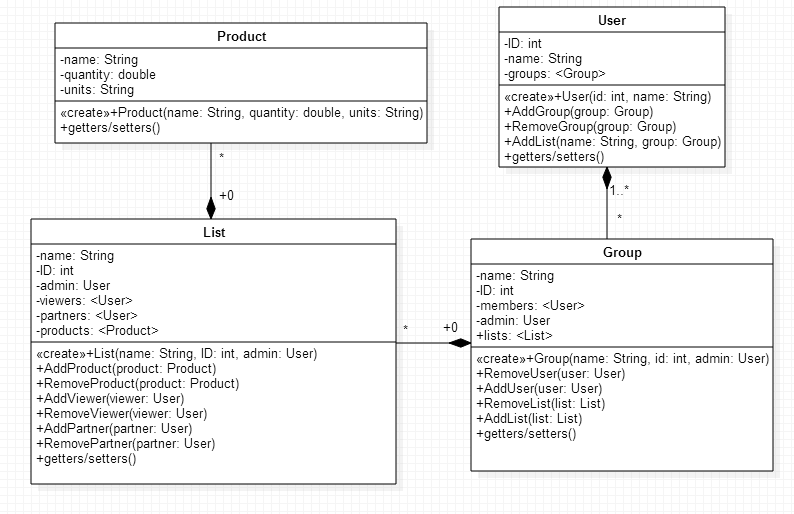 Product
-name: String
-quantity: double
-units: String
«create»+Product(name: String, quantity: double, units: String)
+getters/setters()
User
-ID: int
-name: String
-groups: <Group>
«create»+User(id: int, name: String)
+AddGroup(group: Group)
+RemoveGroup(group: Group)
+AddList(name: String, group: Group)
+getters/setters()
*
+0
1..*
*
List
-name: String
-ID: int
-admin: User
-viewers: <User>
-partners: <User>
-products: <Product>
«create»+List(name: String, ID: int, admin: User)
+AddProduct(product: Product)
+RemoveProduct(product: Product)
+AddViewer(viewer: User)
+RemoveViewer(viewer: User)
+AddPartner(partner: User)
+RemovePartner(partner: User)
+getters/setters()
*
+0
Group
-name: String
-ID: int
-members: <User>
-admin: User
+lists: <List>
«create»+Group(name: String, id: int, admin: User)
+RemoveUser(user: User)
+AddUser(user: User)
+RemoveList(list: List)
+AddList(list: List)
+getters/setters()